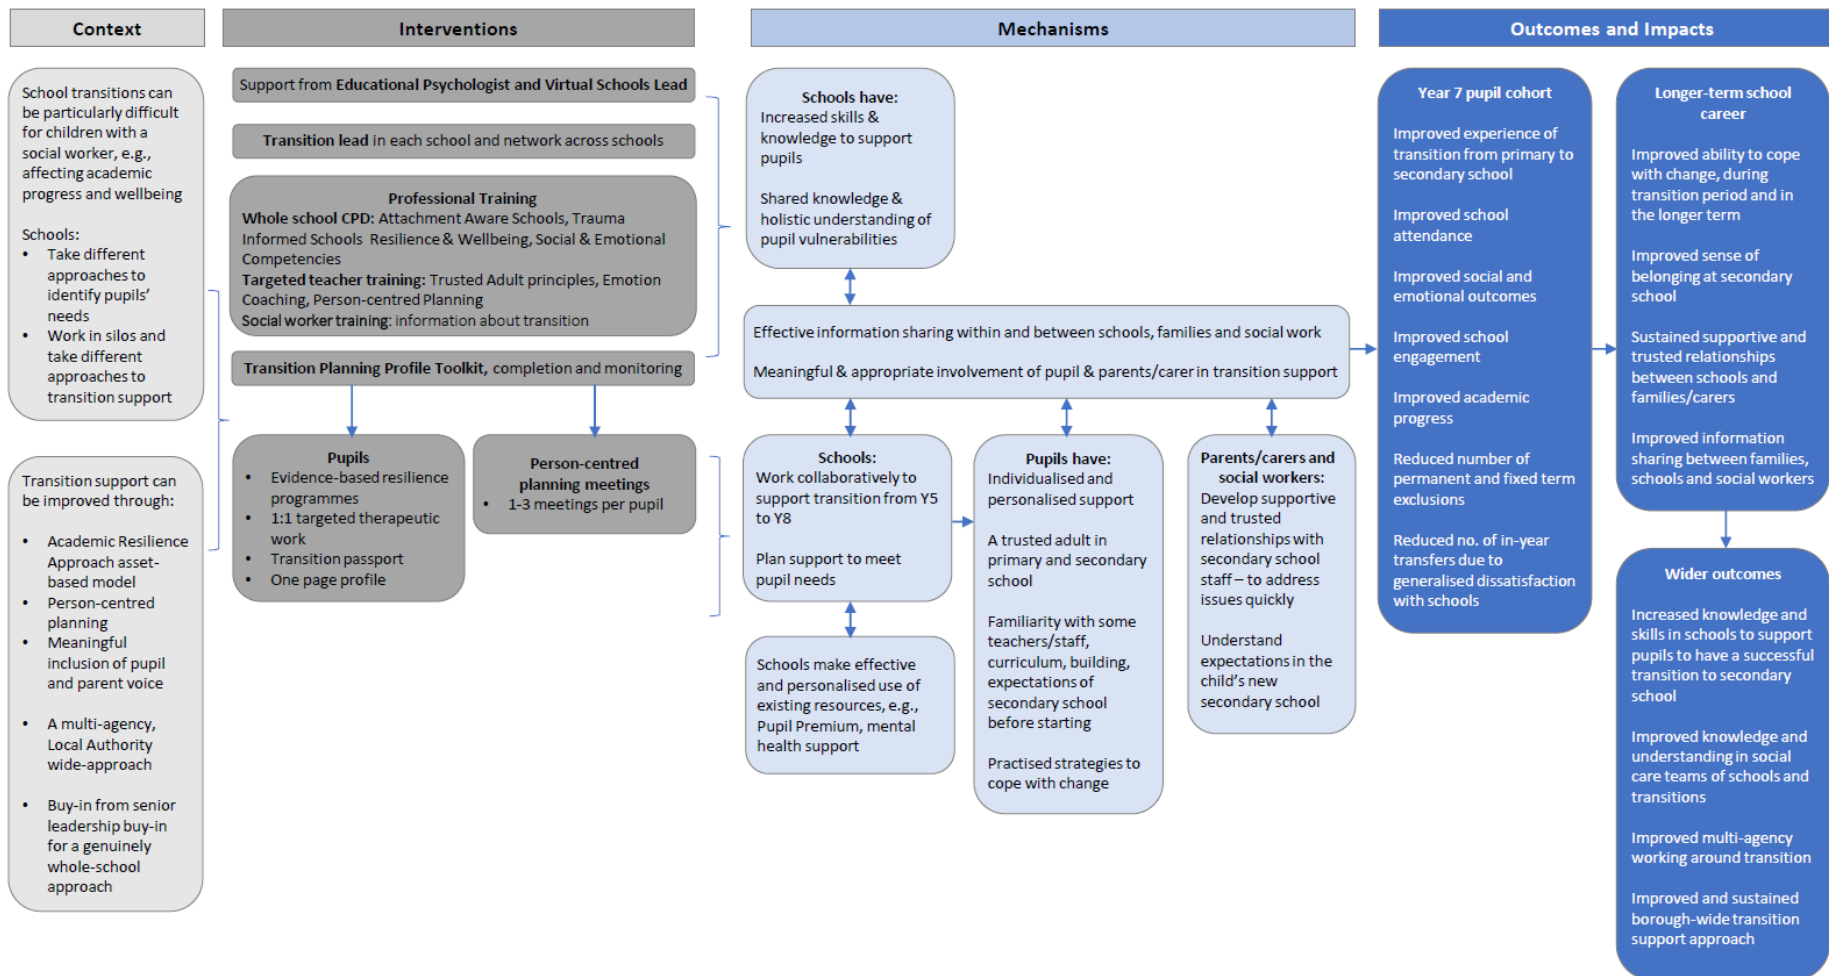 Context
School transitions can
be particularly difficult
for children with a
social worker, e.g.,
affecting academic
progress and wellbeing
Schools:
• Take different
approaches to
identify pupils'
needs
• Work in silos and
take different
approaches to
transition support
Transition support can
be improved through:
• Academic Resilience
Approach asset-
based model
• Person-centred
planning
• Meaningful
inclusion of pupil
and parent voice
• A multi-agency,
Local Authority
wide-approach
• Buy-in from senior
leadership buy-in
for a genuinely
whole-school
approach
Interventions
Support from Educational Psychologist and Virtual Schools Lead
Transition lead in each school and network across schools
Professional Training
Whole school CPD: Attachment Aware Schools, Trauma
Informed Schools Resilience & Wellbeing, Social & Emotional
Competencies
Targeted teacher training: Trusted Adult principles, Emotion
Coaching, Person-centred Planning
Social worker training: information about transition
Transition Planning Profile Toolkit, completion and monitoring
Pupils
• Evidence-based resilience
programmes
• 1:1 targeted therapeutic
work
• Transition passport
• One page profile
Person-centred
planning meetings
• 1-3 meetings per pupil
Mechanisms
Schools have:
Increased skills &
knowledge to support
pupils
Shared knowledge &
holistic understanding of
pupil vulnerabilities
Effective information sharing within and between schools, families and social work
Meaningful & appropriate involvement of pupil & parents/carer in transition support
Schools:
Work collaboratively to
support transition from Y5
to Y8
Plan support to meet
pupil needs
Schools make effective
and personalised use of
existing resources, e.g.,
Pupil Premium, mental
health support
Pupils have:
Individualised and
personalised support
A trusted adult in
primary and secondary
school
Familiarity with some
teachers/staff,
curriculum, building,
expectations of
secondary school
before starting
Practised strategies to
cope with change
Parents/carers and
social workers:
Develop supportive
and trusted
relationships with
secondary school
staff – to address
issues quickly
Understand
expectations in the
child's new
secondary school
Outcomes and Impacts
Year 7 pupil cohort
Improved experience of
transition from primary to
secondary school
Improved school
attendance
Improved social and
emotional outcomes
Improved school
engagement
Improved academic
progress
Reduced number of
permanent and fixed term
exclusions
Reduced no. of in-year
transfers due to
generalised dissatisfaction
with schools
Longer-term school
career
Improved ability to cope
with change, during
transition period and in
the longer term
Improved sense of
belonging at secondary
school
Sustained supportive and
trusted relationships
between schools and
families/carers
Improved information
sharing between families,
schools and social workers
Wider outcomes
Increased knowledge and
skills in schools to support
pupils to have a successful
transition to secondary
school
Improved knowledge and
understanding in social
care teams of schools and
transitions
Improved multi-agency
working around transition
Improved and sustained
borough-wide transition
support approach